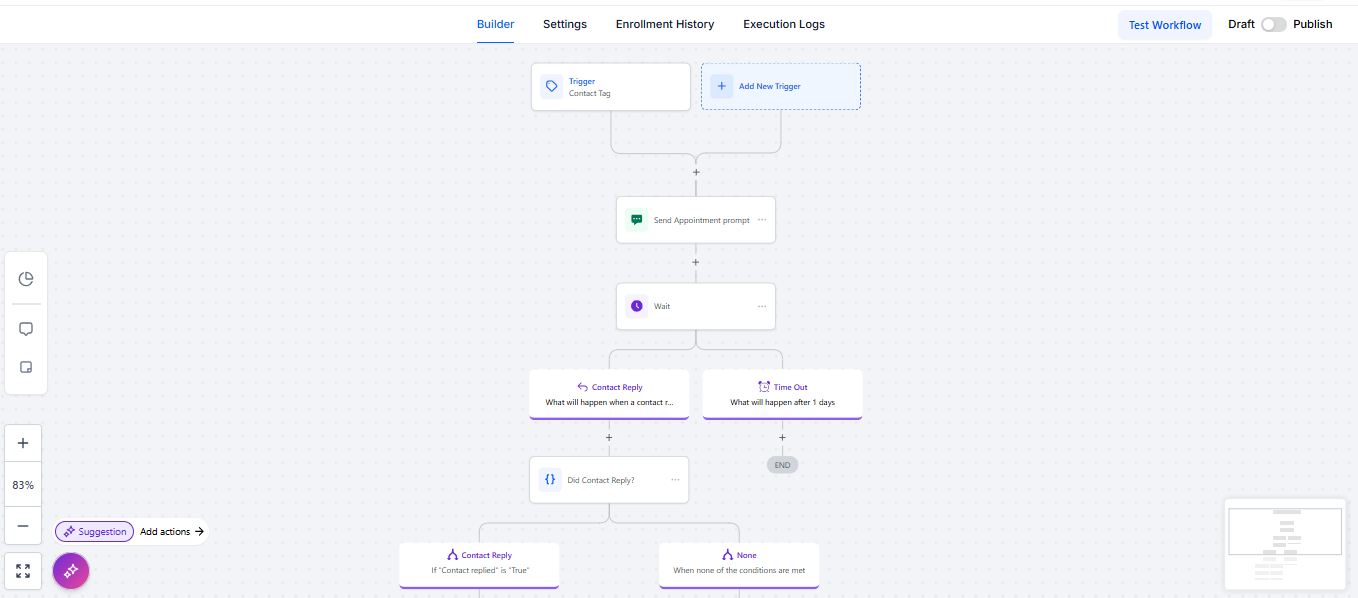 Builder
Settings
Enrollment History
Execution Logs
Test Workflow
Draft
Publish
Trigger
Contact Tag
Add New Trigger
Send Appointment prompt
Wait
Contact Reply
What will happen when a contact r...
Time Out
What will happen after 1 days
Did Contact Reply?
END
83%
Suggestion
Add actions
Contact Reply
If "Contact replied" is "True"
None
When none of the conditions are met